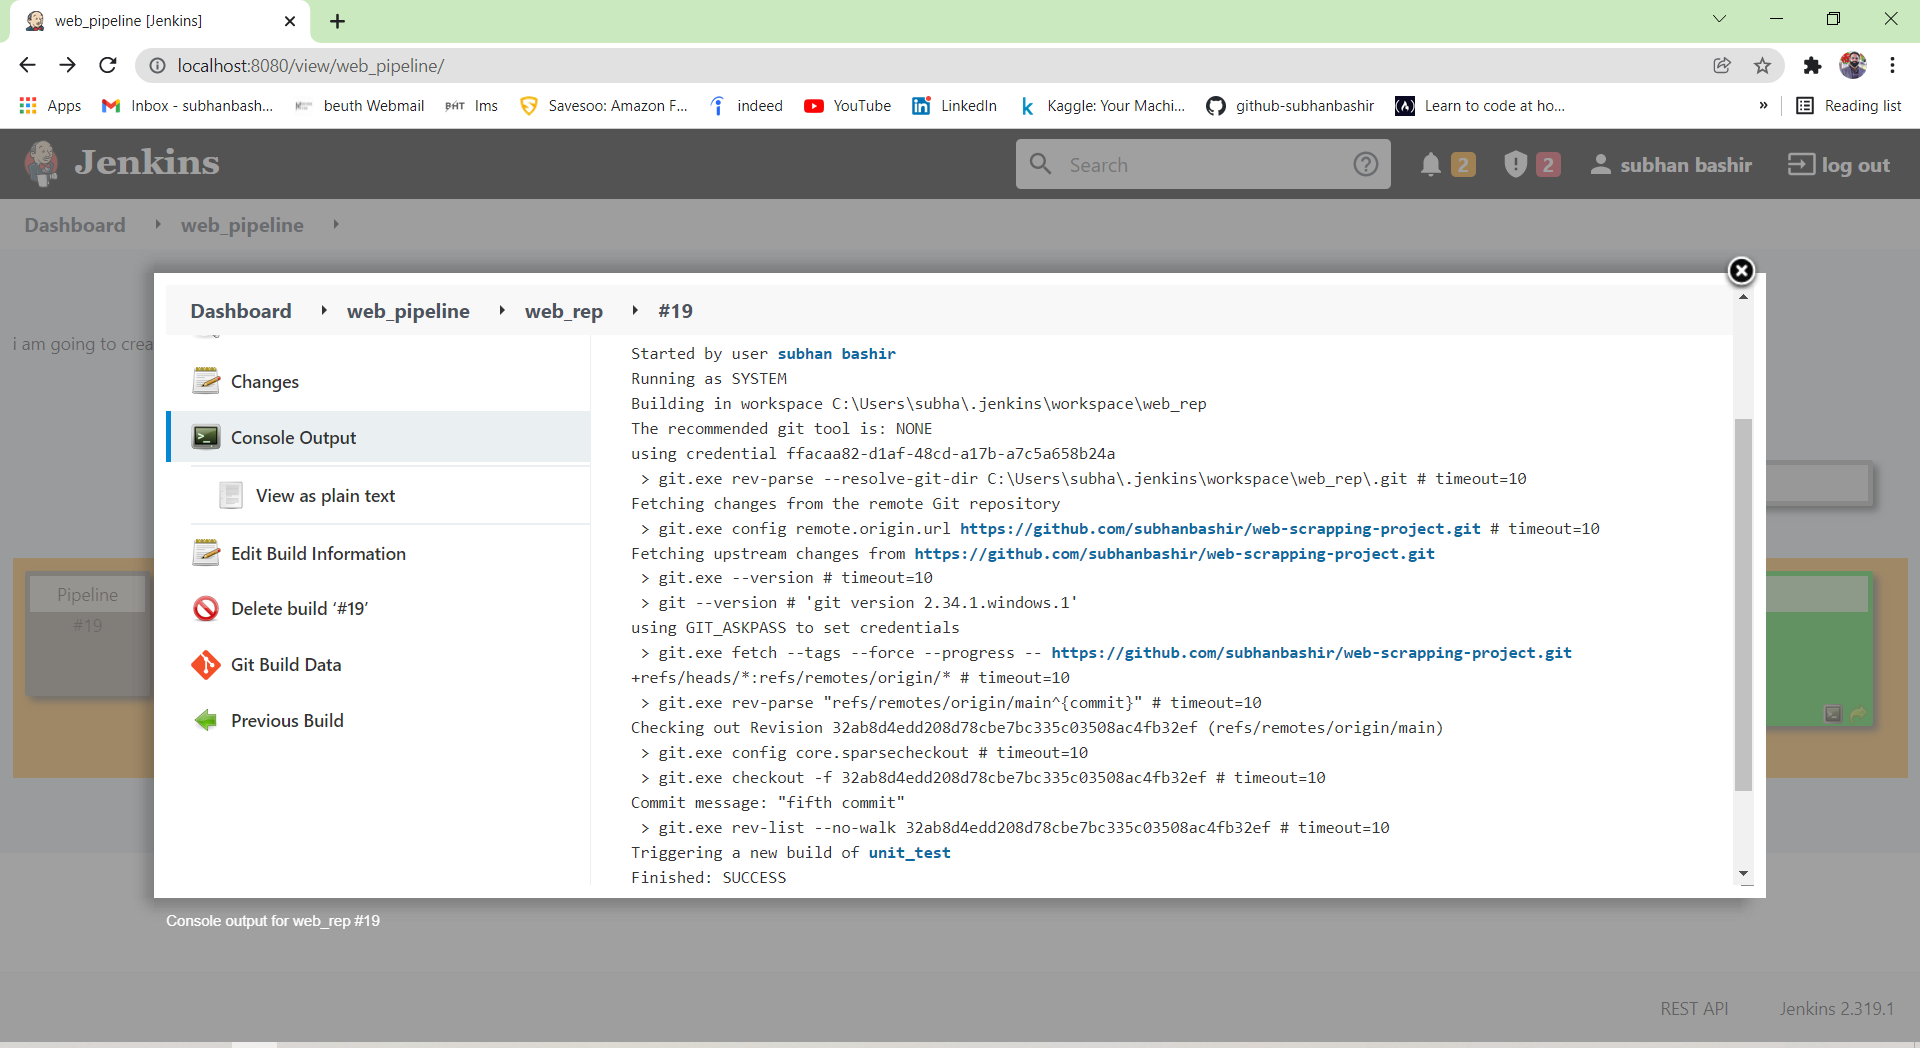 web_pipeline [Jenkins]
localhost:8080/view/web_pipeline/
Apps
Inbox - subhanbash...
beuth Webmail
BHT lms
Savesoo: Amazon F...
indeed
YouTube
LinkedIn
Kaggle: Your Machi...
github-subhanbashir
Learn to code at ho...
»
Reading list
Jenkins
Search
2
2
subhan bashir
log out
Dashboard
web_pipeline
i am going to crea
Pipeline
#19
Dashboard
web_pipeline
web_rep
#19
Changes
Console Output
View as plain text
Edit Build Information
Delete build ‘#19’
Git Build Data
Previous Build
Started by user subhan bashir
Running as SYSTEM
Building in workspace C:\Users\subha\.jenkins\workspace\web_rep
The recommended git tool is: NONE
using credential ffacaa82-d1af-48cd-a17b-a7c5a658b24a
> git.exe rev-parse --resolve-git-dir C:\Users\subha\.jenkins\workspace\web_rep\.git # timeout=10
Fetching changes from the remote Git repository
> git.exe config remote.origin.url https://github.com/subhanbashir/web-scrapping-project.git # timeout=10
Fetching upstream changes from https://github.com/subhanbashir/web-scrapping-project.git
> git.exe --version # timeout=10
> git --version # 'git version 2.34.1.windows.1'
using GIT_ASKPASS to set credentials
> git.exe fetch --tags --force --progress -- https://github.com/subhanbashir/web-scrapping-project.git
+refs/heads/*:refs/remotes/origin/* # timeout=10
> git.exe rev-parse "refs/remotes/origin/main^{commit}" # timeout=10
Checking out Revision 32ab8d4edd208d78cbe7bc335c03508ac4fb32ef (refs/remotes/origin/main)
> git.exe config core.sparsecheckout # timeout=10
> git.exe checkout -f 32ab8d4edd208d78cbe7bc335c03508ac4fb32ef # timeout=10
Commit message: "fifth commit"
> git.exe rev-list --no-walk 32ab8d4edd208d78cbe7bc335c03508ac4fb32ef # timeout=10
Triggering a new build of unit_test
Finished: SUCCESS
Console output for web_rep #19
REST API
Jenkins 2.319.1